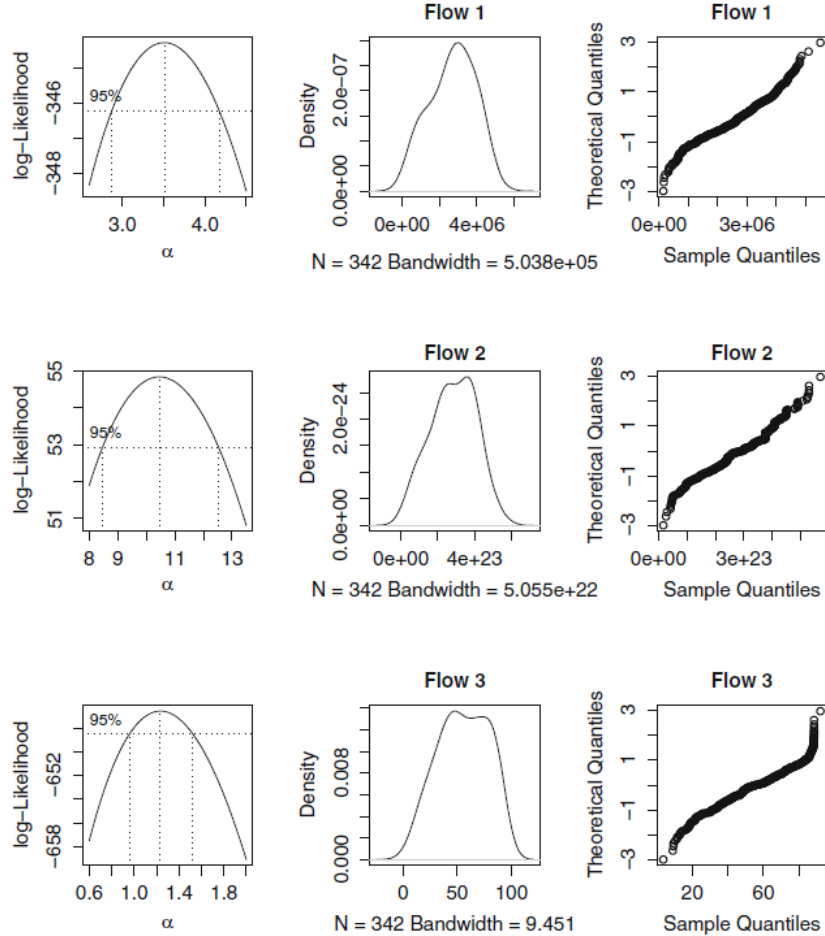 Flow 1
Flow 1
log−Likelihood
−346
−348
95%
3.0 4.0
α
Density
2.0e−07
0.0e+00
0e+00 4e+06
N = 342 Bandwidth = 5.038e+05
Theoretical Quantiles
3
1
−1
−3
0e+00 3e+06
Sample Quantiles
Flow 2
Flow 2
log−Likelihood
55
53
51
95%
8 9 11 13
α
Density
2.0e−24
0.0e+00
0e+00 4e+23
N = 342 Bandwidth = 5.055e+22
Theoretical Quantiles
3
1
−1
−3
0e+00 3e+23
Sample Quantiles
Flow 3
Flow 3
log−Likelihood
−652
−658
95%
0.6 1.0 1.4 1.8
α
Density
0.008
0.000
0 50 100
N = 342 Bandwidth = 9.451
Theoretical Quantiles
3
1
−1
−3
20 60
Sample Quantiles